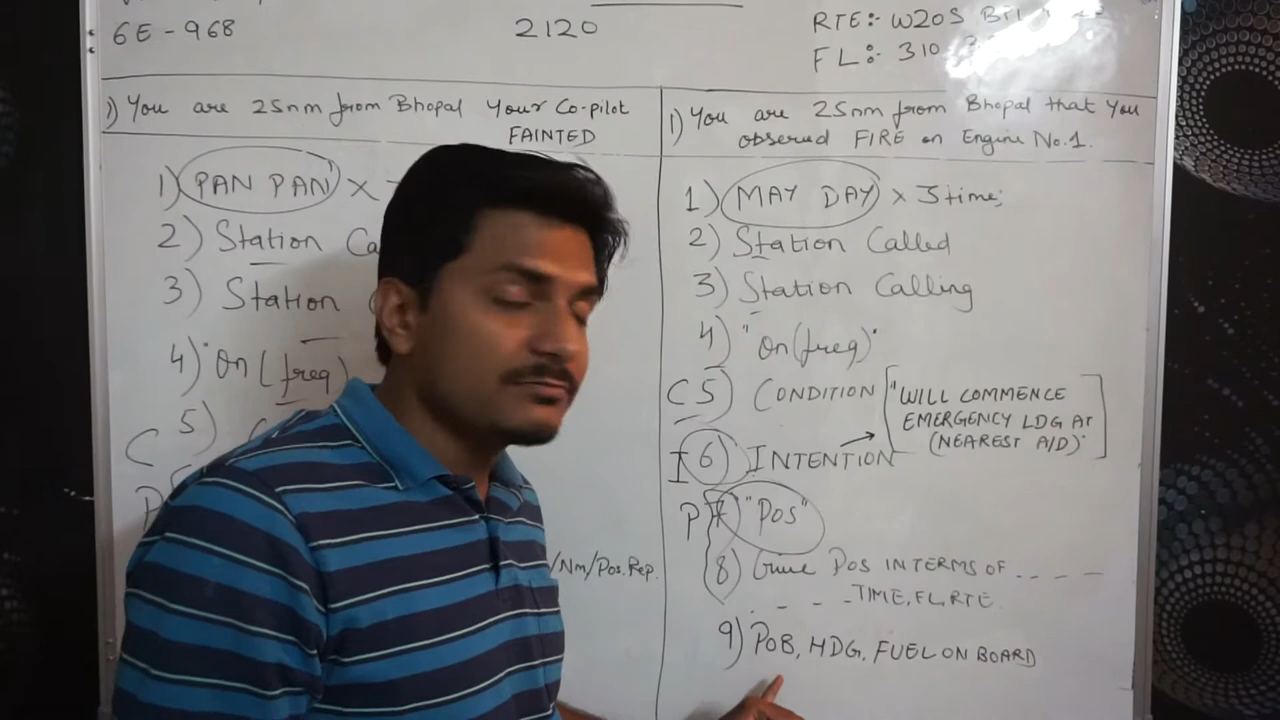 6E-968
2120
RTE:- W20S
FL:- 310
1) You are 25nm from Bhopal Your Co-pilot
FAINTED
1) PAN PAN X
2) Station Ca
3) Station
4) "On (freq)
5)
C
P
/Nm/Pos.Rep.
1) You are 25nm from Bhopal that You
observed FIRE on Engine No.1.
1) MAY DAY x 3 time;
2) Station Called
3) Station Calling
4) "On (freq)"
C 5) CONDITION
"WILL COMMENCE
EMERGENCY LDG AT
(NEAREST A/D)"
I 6) INTENTION
P 7) "POS"
8) Give POS IN TERMS OF - - - -
- - - - TIME, FL, RTE
9) POB, HDG, FUEL ON BOARD